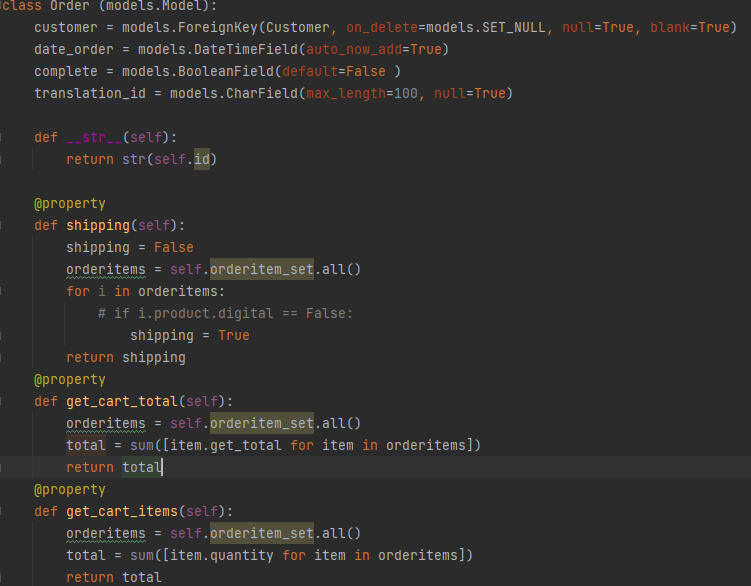 class Order (models.Model):
    customer = models.ForeignKey(Customer, on_delete=models.SET_NULL, null=True, blank=True)
    date_order = models.DateTimeField(auto_now_add=True)
    complete = models.BooleanField(default=False )
    translation_id = models.CharField(max_length=100, null=True)

    def __str__(self):
        return str(self.id)

    @property
    def shipping(self):
        shipping = False
        orderitems = self.orderitem_set.all()
        for i in orderitems:
            # if i.product.digital == False:
                shipping = True
        return shipping
    @property
    def get_cart_total(self):
        orderitems = self.orderitem_set.all()
        total = sum([item.get_total for item in orderitems])
        return total
    @property
    def get_cart_items(self):
        orderitems = self.orderitem_set.all()
        total = sum([item.quantity for item in orderitems])
        return total